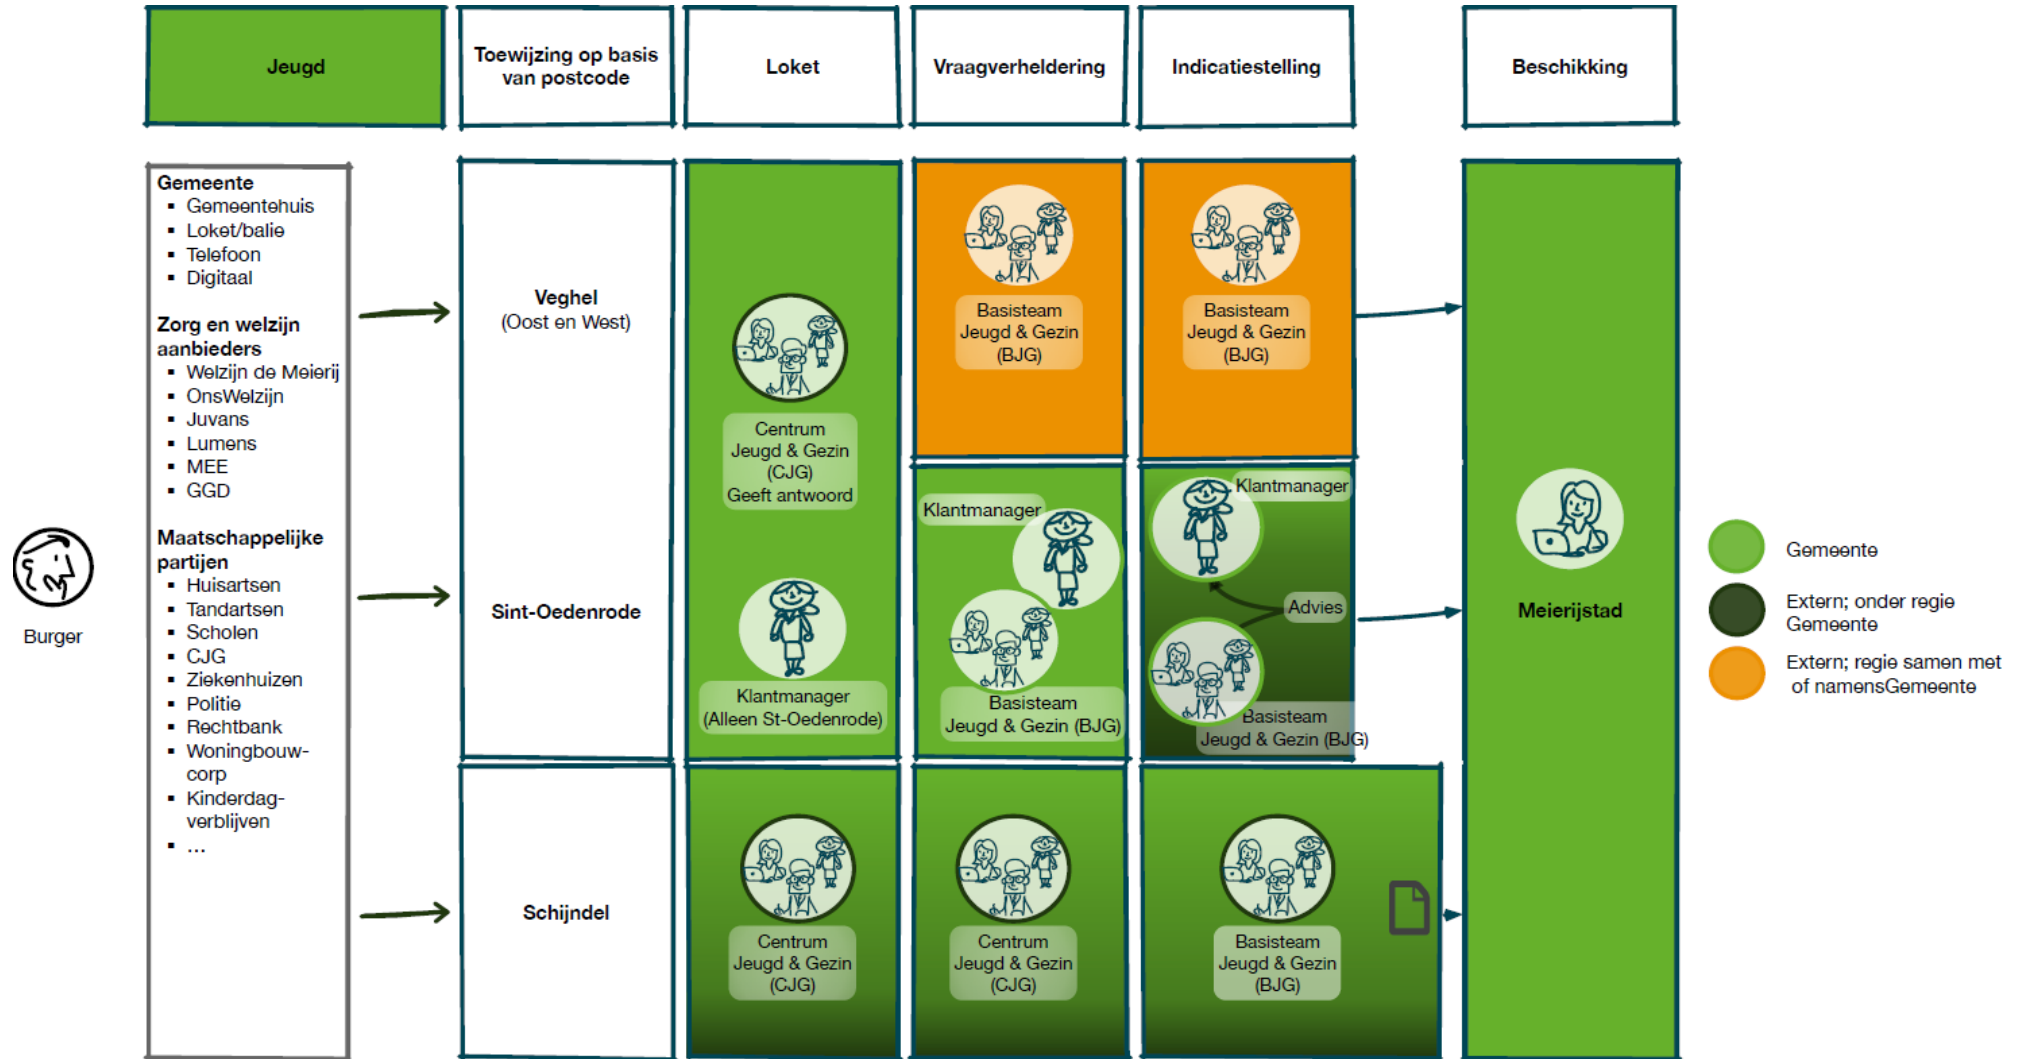 Jeugd
Toewijzing op basis
van postcode
Loket
Vraagverheldering
Indicatiestelling
Beschikking
Gemeente
▪ Gemeentehuis
▪ Loket/balie
▪ Telefoon
▪ Digitaal
Zorg en welzijn
aanbieders
▪ Welzijn de Meierij
▪ OnsWelzijn
▪ Juvans
▪ Lumens
▪ MEE
▪ GGD
Maatschappelijke
partijen
▪ Huisartsen
▪ Tandartsen
▪ Scholen
▪ CJG
▪ Ziekenhuizen
▪ Politie
▪ Rechtbank
▪ Woningbouw-
corp
▪ Kinderdag-
verblijven
▪ ...
Burger
Veghel
(Oost en West)
Sint-Oedenrode
Schijndel
Centrum
Jeugd & Gezin
(CJG)
Geeft antwoord
Klantmanager
(Alleen St-Oedenrode)
Centrum
Jeugd & Gezin
(CJG)
Basisteam
Jeugd & Gezin
(BJG)
Klantmanager
Basisteam
Jeugd & Gezin (BJG)
Centrum
Jeugd & Gezin
(CJG)
Basisteam
Jeugd & Gezin
(BJG)
Klantmanager
Advies
Basisteam
Jeugd & Gezin (BJG)
Basisteam
Jeugd & Gezin
(BJG)
Meierijstad
Gemeente
Extern; onder regie
Gemeente
Extern; regie samen met
of namensGemeente